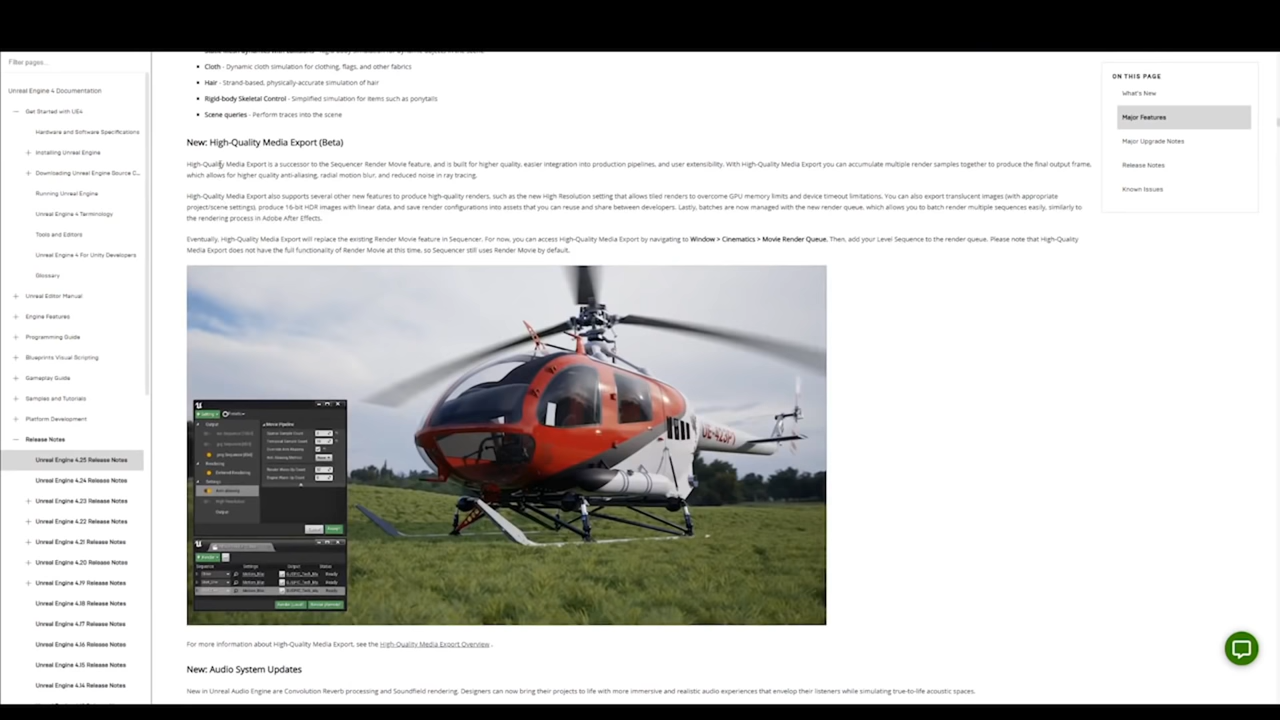 Filter pages...
Unreal Engine 4 Documentation
Get Started with UE4
Hardware and Software Specifications
Installing Unreal Engine
Downloading Unreal Engine Source C...
Running Unreal Engine
Unreal Engine 4 Terminology
Tools and Editors
Unreal Engine 4 For Unity Developers
Glossary
Unreal Editor Manual
Engine Features
Programming Guide
Blueprints Visual Scripting
Gameplay Guide
Samples and Tutorials
Platform Development
Release Notes
Unreal Engine 4.25 Release Notes
Unreal Engine 4.24 Release Notes
Unreal Engine 4.23 Release Notes
Unreal Engine 4.22 Release Notes
Unreal Engine 4.21 Release Notes
Unreal Engine 4.20 Release Notes
Unreal Engine 4.19 Release Notes
Unreal Engine 4.18 Release Notes
Unreal Engine 4.17 Release Notes
Unreal Engine 4.16 Release Notes
Unreal Engine 4.15 Release Notes
Unreal Engine 4.14 Release Notes
Cloth - Dynamic cloth simulation for clothing, flags, and other fabrics
Hair - Strand-based, physically-accurate simulation of hair
Rigid-body Skeletal Control - Simplified simulation for items such as ponytails
Scene queries - Perform traces into the scene
New: High-Quality Media Export (Beta)
High-Quality Media Export is a successor to the Sequencer Render Movie feature, and is built for higher quality, easier integration into production pipelines, and user extensibility. With High-Quality Media Export you can accumulate multiple render samples together to produce the final output frame,
which allows for higher quality anti-aliasing, radial motion blur, and reduced noise in ray tracing.
High-Quality Media Export also supports several other new features to produce high-quality renders, such as the new High Resolution setting that allows tiled renders to overcome GPU memory limits and device timeout limitations. You can also export translucent images (with appropriate
project/scene settings), produce 16-bit HDR images with linear data, and save render configurations into assets that you can reuse and share between developers. Lastly, batches are now managed with the new render queue, which allows you to batch render multiple sequences easily, similarly to
the rendering process in Adobe After Effects.
Eventually, High-Quality Media Export will replace the existing Render Movie feature in Sequencer. For now, you can access High-Quality Media Export by navigating to Window > Cinematics > Movie Render Queue. Then, add your Level Sequence to the render queue. Please note that High-Quality
Media Export does not have the full functionality of Render Movie at this time, so Sequencer still uses Render Movie by default.
Output
Rendering
Settings
Anti-aliasing
High Resolution
Output
Move Pipeline
Sequence Settings Output Status
Ready
Ready
Ready
For more information about High-Quality Media Export, see the High-Quality Media Export Overview .
New: Audio System Updates
New in Unreal Audio Engine are Convolution Reverb processing and Soundfield rendering. Designers can now bring their projects to life with more immersive and realistic audio experiences that envelop their listeners while simulating true-to-life acoustic spaces.
ON THIS PAGE
What's New
Major Features
Major Upgrade Notes
Release Notes
Known Issues